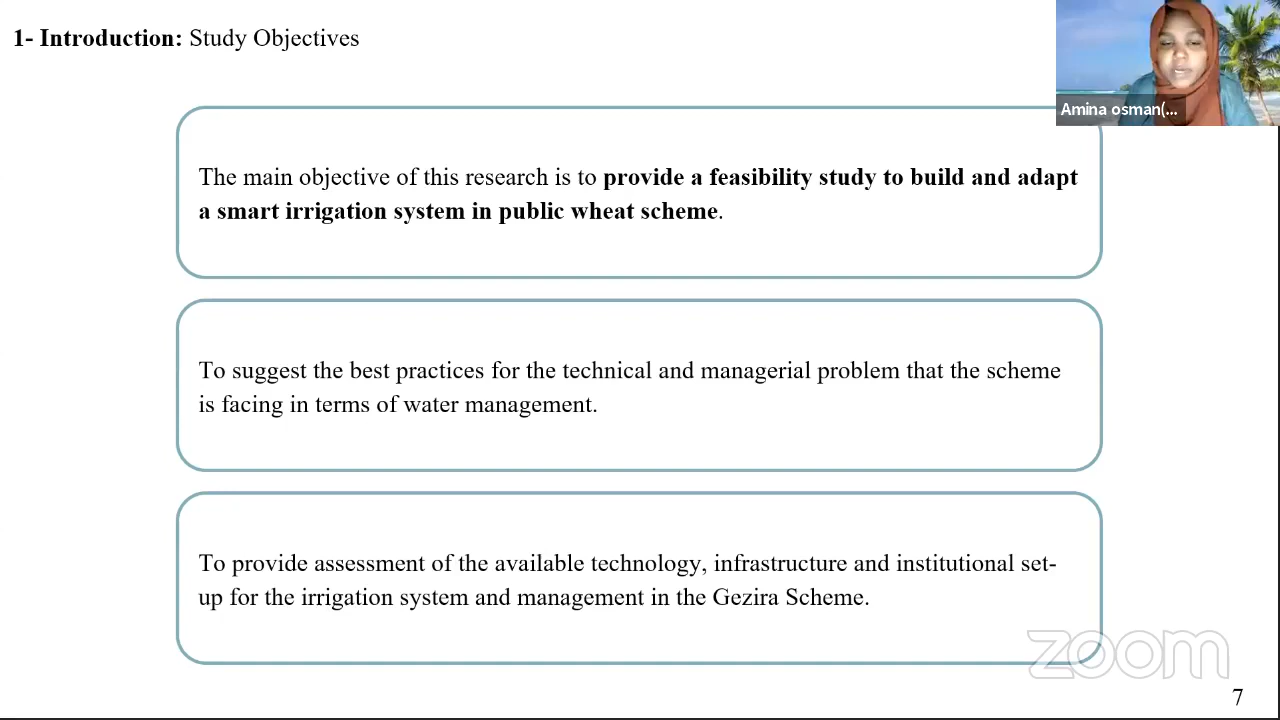 1- Introduction: Study Objectives
Amina osman(...
The main objective of this research is to provide a feasibility study to build and adapt
a smart irrigation system in public wheat scheme.
To suggest the best practices for the technical and managerial problem that the scheme
is facing in terms of water management.
To provide assessment of the available technology, infrastructure and institutional set-
up for the irrigation system and management in the Gezira Scheme.
zoom
7